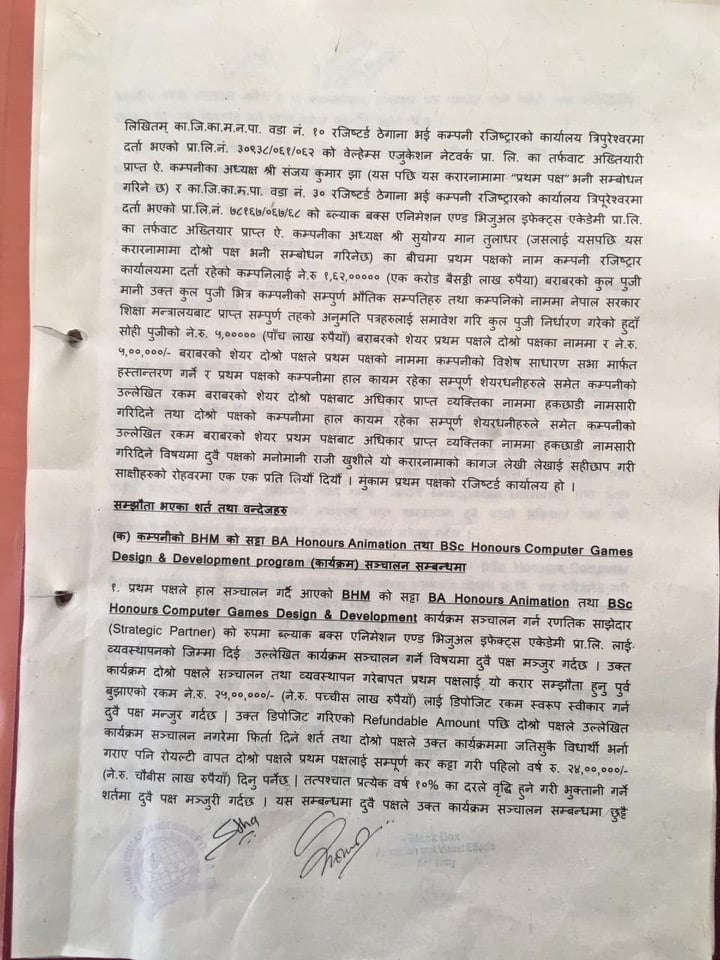 लिखितम् का.जि.का.म.न.पा. वडा नं. १० रजिष्टर्ड ठेगाना भई कम्पनी रजिष्ट्रारको कार्यालय त्रिपुरेश्वरमा
दर्ता भएको प्रा.लि.नं. ३०९३८/०६१/०६२ को वेल्हेम्स एजुकेशन नेटवर्क प्रा. लि. का तर्फवाट अख्तियारी
प्राप्त ऐ. कम्पनीका अध्यक्ष श्री संजय कुमार झा (यस पछि यस करारनामामा "प्रथम पक्ष" भनी सम्बोधन
गरिने छ) र का.जि.का.म.पा. वडा नं. ३० रजिष्टर्ड ठेगाना भई कम्पनी रजिष्ट्रारको कार्यालय त्रिपूरेश्वरमा
दर्ता भएको प्रा.लि.नं. ७८१६७/०६७/६८ को ब्ल्याक बक्स एनिमेशन एण्ड भिजुअल इफेक्ट्स एकेडेमी प्रा.लि.
का तर्फवाट अख्तियार प्राप्त ऐ. कम्पनीका अध्यक्ष श्री सुयोग्य मान तुलाधर (जसलाई यसपछि यस
करारनामामा दोश्रो पक्ष भनी सम्बोधन गरिनेछ) का बीचमा प्रथम पक्षको नाम कम्पनी रजिष्ट्रार
कार्यालयमा दर्ता रहेको कम्पनिलाई ने.रु १,६२,००००० (एक करोड बैसठ्ठी लाख रुपैया) बराबरको कुल पुजी
मानी उक्त कुल पुजी भित्र कम्पनीको सम्पुर्ण भौतिक सम्पतिहरु तथा कम्पनिको नाममा नेपाल सरकार
शिक्षा मन्त्रालयबाट प्राप्त सम्पुर्ण तहको अनुमति पत्रहरुलाई समावेश गरि कुल पुजी निर्धारण गरेको हुदाँ
सोही पुजीको ने.रु. ५,००००० (पाँच लाख रुपैयाँ) बराबरको शेयर प्रथम पक्षले दोश्रो पक्षका नाममा र ने.रु.
५,००,०००/- बराबरको शेयर दोश्रो पक्षले प्रथम पक्षको नाममा कम्पनीको विशेष साधारण सभा मार्फत
हस्तान्तरण गर्ने र प्रथम पक्षको कम्पनीमा हाल कायम रहेका सम्पूर्ण शेयरधनीहरुले समेत कम्पनीको
उल्लेखित रकम बराबरको शेयर दोश्रो पक्षबाट अधिकार प्राप्त व्यक्तिका नाममा हकछाडी नामसारी
गरिदिने तथा दोश्रो पक्षको कम्पनीमा हाल कायम रहेका सम्पूर्ण शेयरधनीहरुले समेत कम्पनीको
उल्लेखित रकम बराबरको शेयर प्रथम पक्षबाट अधिकार प्राप्त व्यक्तिका नाममा हकछाडी नामसारी
गरिदिने विषयमा दुवै पक्षको मनोमानी राजी खुशीले यो करारनामाको कागज लेखी लेखाई सहीछाप गरी
साक्षीहरुको रोहवरमा एक एक प्रति लियौं दियौं । मुंकाम प्रथम पक्षको रजिष्टर्ड कार्यालय हो ।
सम्झौता भएका शर्त तथा वन्देजहरु
(क) कम्पनीको BHM को सट्टा BA Honours Animation तथा BSc Honours Computer Games
Design & Development program (कार्यक्रम) सञ्चालन सम्बन्धमा
१. प्रथम पक्षले हाल सञ्चालन गर्दै आएको BHM को सट्टा BA Honours Animation तथा BSc
Honours Computer Games Design & Development कार्यक्रम सञ्चालन गर्न रणतिक साझेदार
(Strategic Partner) को रुपमा ब्ल्याक बक्स एनिमेशन एण्ड भिजुअल इफेक्ट्स एकेडेमी प्रा.लि. लाई
व्यवस्थापनको जिम्मा दिई उल्लेखित कार्यक्रम सञ्चालन गर्ने विषयमा दुवै पक्ष मञ्जुर गर्दछ । उक्त
कार्यक्रम दोश्रो पक्षले सञ्चालन तथा व्यवस्थापन गरेबापत प्रथम पक्षलाई यो करार सम्झौता हुनु पुर्व
बुझाएको रकम ने.रु. २५,००,०००/- (ने.रु. पच्चीस लाख रुपैयाँ) लाई डिपोजिट रकम स्वरुप स्वीकार गर्न
दुवै पक्ष मन्जुर गर्दछ | उक्त डिपोजिट गरिएको Refundable Amount पछि दोश्रो पक्षले उल्लेखित
कार्यक्रम सञ्चालन नगरेमा फिर्ता दिने शर्त तथा दोश्रो पक्षले उक्त कार्यक्रममा जतिसुकै विधार्थी भर्ना
गराए पनि रोयल्टी वापत दोश्रो पक्षले प्रथम पक्षलाई सम्पूर्ण कर कट्टा गरी पहिलो वर्ष रु. २४,००,०००/-
(ने.रु. चौबीस लाख रुपैयाँ) दिनु पर्नेछ | तत्पश्चात प्रत्येक वर्ष १०% का दरले वृद्धि हुने गरी भुक्तानी गर्ने
शर्तमा दुवै पक्ष मञ्जुरी गर्दछ । यस सम्बन्धमा दुवै पक्षले उक्त कार्यक्रम सञ्चालन सम्बन्धमा छुट्टै
Black Box
Animation and Visual Effects
Academy